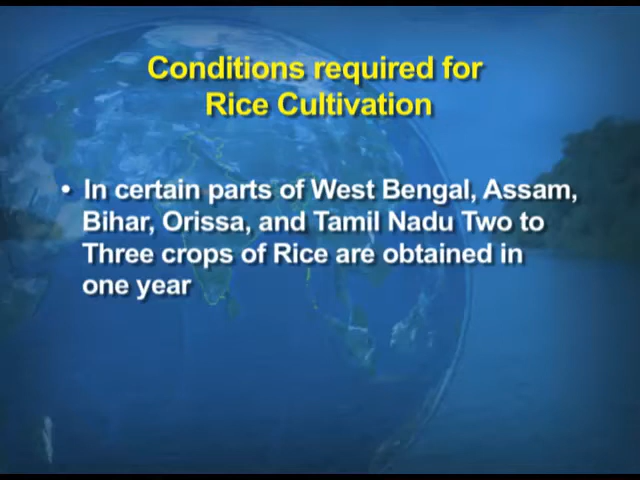 Conditions required for
Rice Cultivation
• In certain parts of West Bengal, Assam,
Bihar, Orissa, and Tamil Nadu Two to
Three crops of Rice are obtained in
one year